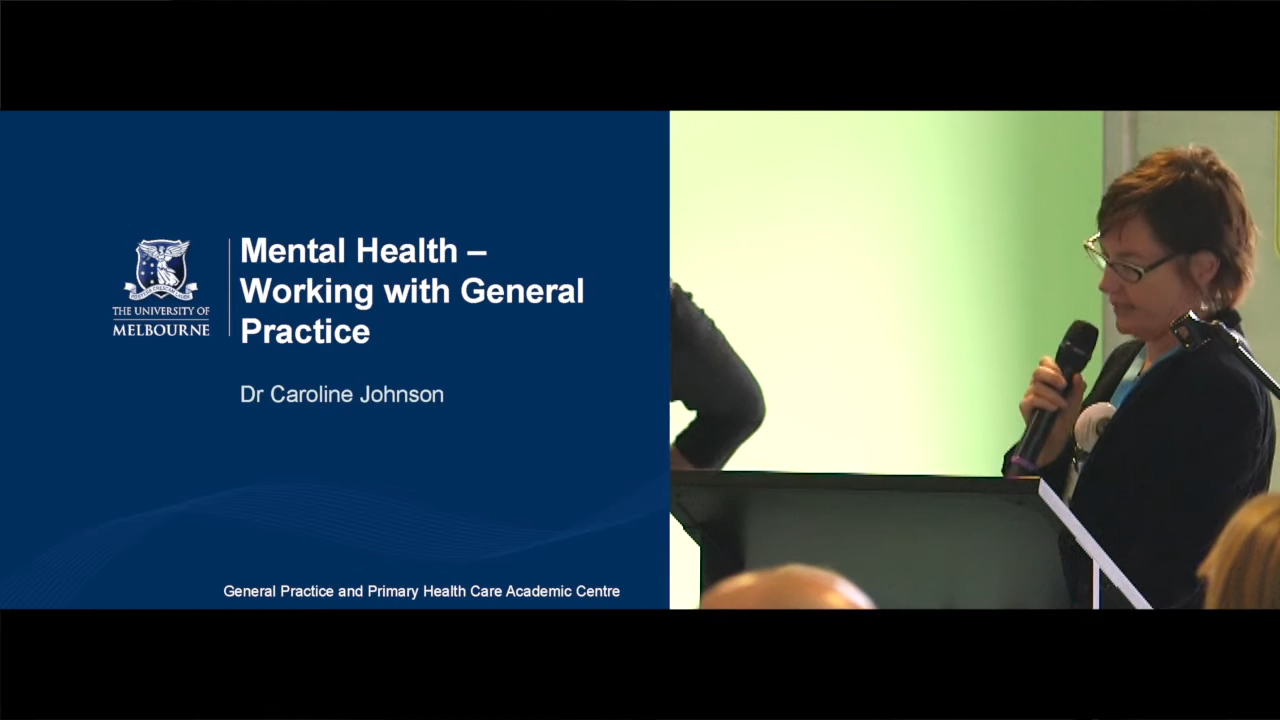 THE UNIVERSITY OF
MELBOURNE
Mental Health –
Working with General
Practice
Dr Caroline Johnson
General Practice and Primary Health Care Academic Centre